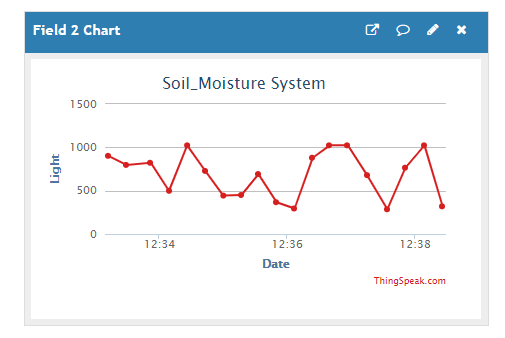 Field 2 Chart
Soil_Moisture System
1500
1000
500
0
Light
12:34 12:36 12:38
Date
ThingSpeak.com